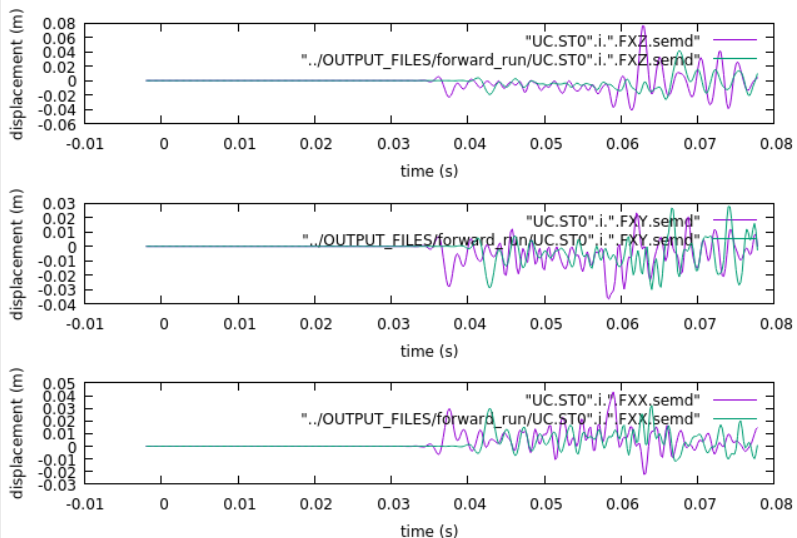 displacement (m)
0.08
0.06
0.04
0.02
0
-0.02
-0.04
-0.06
"UC.ST0".i.".FXZ.semd"
"../OUTPUT_FILES/forward_run/UC.ST0".i.".FXZ.semd"
-0.01 0 0.01 0.02 0.03 0.04 0.05 0.06 0.07 0.08
time (s)
displacement (m)
0.03
0.02
0.01
0
-0.01
-0.02
-0.03
-0.04
"UC.ST0".i.".FXY.semd"
"../OUTPUT_FILES/forward_run/UC.ST0".i.".FXY.semd"
-0.01 0 0.01 0.02 0.03 0.04 0.05 0.06 0.07 0.08
time (s)
displacement (m)
0.05
0.04
0.03
0.02
0.01
0
-0.01
-0.02
-0.03
"UC.ST0".i.".FXX.semd"
"../OUTPUT_FILES/forward_run/UC.ST0".i.".FXX.semd"
-0.01 0 0.01 0.02 0.03 0.04 0.05 0.06 0.07 0.08
time (s)